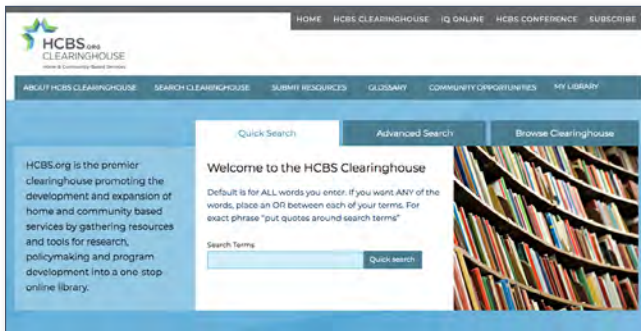 HOME HCBS CLEARINGHOUSE IQ ONLINE HCBS CONFERENCE SUBSCRIBE
HCBS.ORG
CLEARINGHOUSE
Home & Community Based Services
ABOUT HCBS CLEARINGHOUSE SEARCH CLEARINGHOUSE SUBMIT RESOURCES GLOSSARY COMMUNITY OPPORTUNITIES MY LIBRARY
Quick Search Advanced Search Browse Clearinghouse
HCBS.org is the premier
clearinghouse promoting the
development and expansion of
home and community based
services by gathering resources
and tools for research,
policymaking and program
development into a one stop
online library.
Welcome to the HCBS Clearinghouse
Default is for ALL words you enter. If you want ANY of the
words, place an OR between each of your terms. For
exact phrase "put quotes around search terms"
Search Terms
Quick search